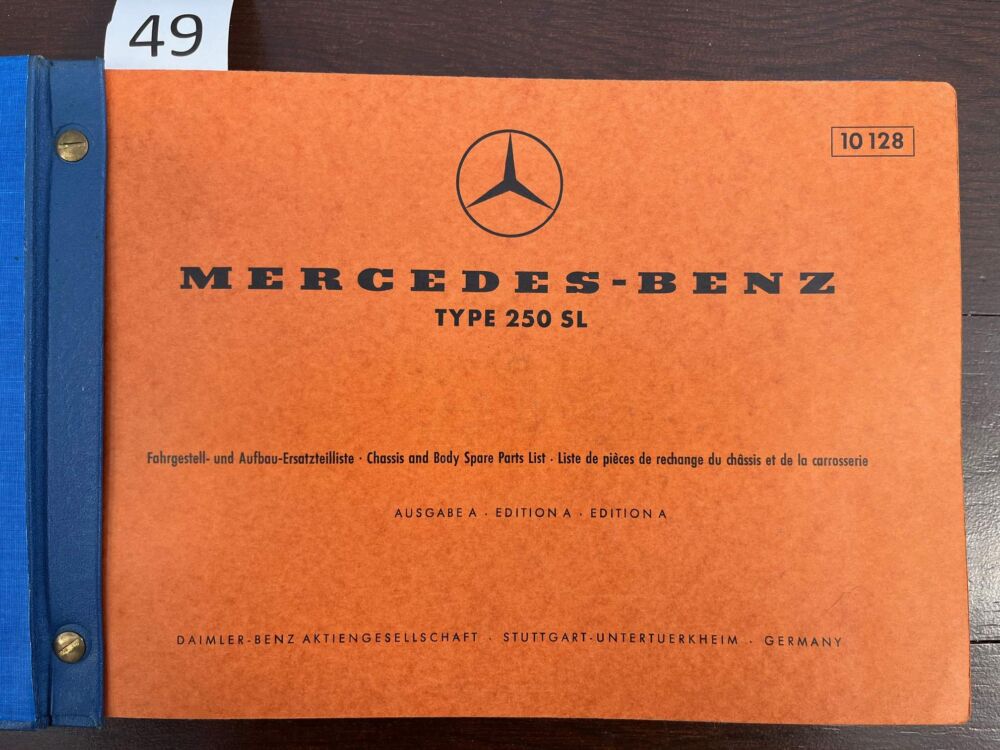 49
10 128
MERCEDES-BENZ
TYPE 250 SL
Fahrgestell- und Aufbau-Ersatzteilliste · Chassis and Body Spare Parts List · Liste de pièces de rechange du châssis et de la carrosserie
AUSGABE A · EDITION A · EDITION A
DAIMLER-BENZ AKTIENGESELLSCHAFT · STUTTGART-UNTERTUERKHEIM · GERMANY